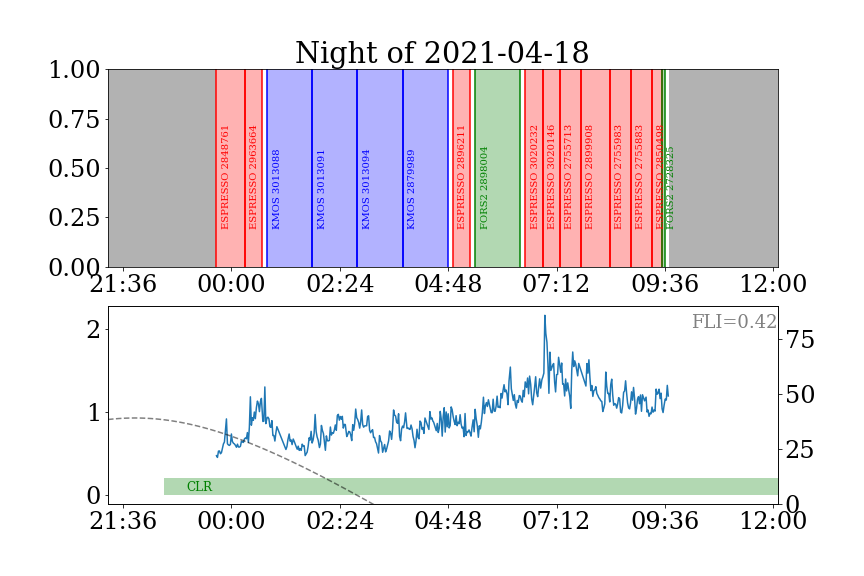 Night of 2021-04-18
1.00
0.75
0.50
0.25
0.00
ESPRESSO 2848761
ESPRESSO 2963664
KMOS 3013088
KMOS 3013091
KMOS 3013094
KMOS 2879989
ESPRESSO 2896211
FORS2 2898004
ESPRESSO 3020232
ESPRESSO 3020146
ESPRESSO 2755713
ESPRESSO 2899908
ESPRESSO 2755983
ESPRESSO 2755883
ESPRESSO 2850498
FORS2 2728325
21:36 00:00 02:24 04:48 07:12 09:36 12:00
FLI=0.42
2
1
0
75
50
25
0
CLR
21:36 00:00 02:24 04:48 07:12 09:36 12:00